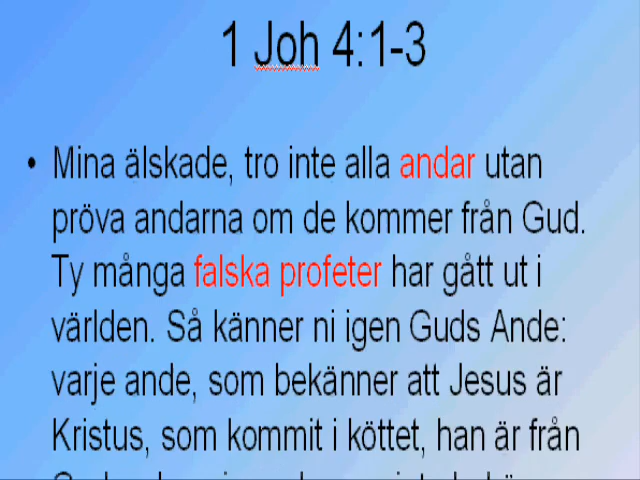 1 Joh 4:1-3
• Mina älskade, tro inte alla andar utan
pröva andarna om de kommer från Gud.
Ty många falska profeter har gått ut i
världen. Så känner ni igen Guds Ande:
varje ande, som bekänner att Jesus är
Kristus, som kommit i köttet, han är från